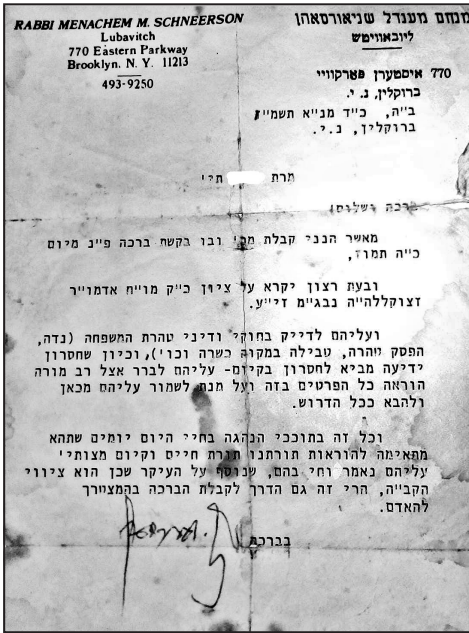 RABBI MENACHEM M. SCHNEERSON
Lubavitch
770 Eastern Parkway
Brooklyn. N. Y. 11213
493-9250
מנחם מענדל שניאורסאהן
ליובאוויטש
770 איסטערן פארקוויי
ברוקלין, נ. י.
ב"ה, כ"ד מנ"א תשמ"
ברוקלין, נ.י.
מרת תי'
ברכה ושלום!
מאשר הנני קבלת מכ' ובו בקשת ברכה פ"נ מיום
כ"ה תמוז,
ובעת רצון יקרא על ציון כ"ק מו"ח אדמו"ר
זצוקללה"ה נבג"מ זי"ע.
ועליהם לדייק בחוקי ודיני טהרת המשפחה (נדה,
הפסק טהרה, טבילה במקוה כשרה וכו'), וכיון שחסרון
ידיעה מביא לחסרון בקיום- עליהם לברר אצל רב מורה
הוראה כל הפרטים בזה ועל מנת לשמור עליהם מכאן
ולהבא ככל הדרוש.
וכל זה בתוככי הנהגה בחיי היום יומים שתהא
מתאימה להוראות תורתנו תורת חיים וקיום מצותי'
עליהם נאמר וחי בהם, שנוסף על העיקר שכן הוא ציווי
הקב"ה, הרי זה גם הדרך לקבלת הברכה בהמצטרך
להאדם.
בברכה